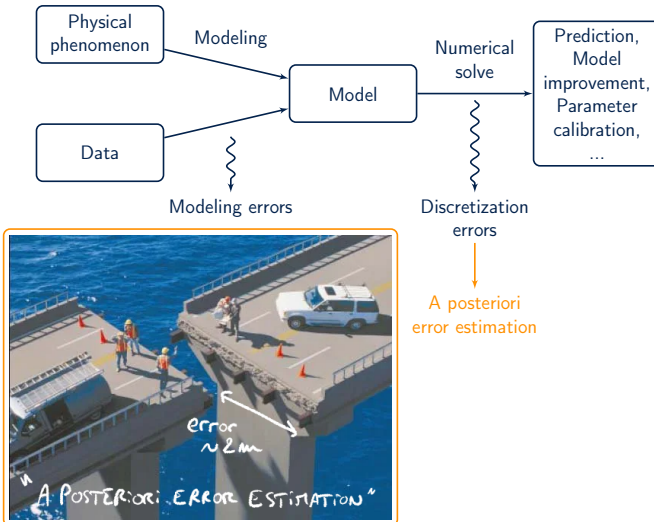 Physical
phenomenon
Modeling
Data
Model
Numerical
solve
Prediction,
Model
improvement,
Parameter
calibration,
...
Modeling errors
Discretization
errors
A posteriori
error estimation
error
~2m
"A POSTERIORI ERROR ESTIMATION"